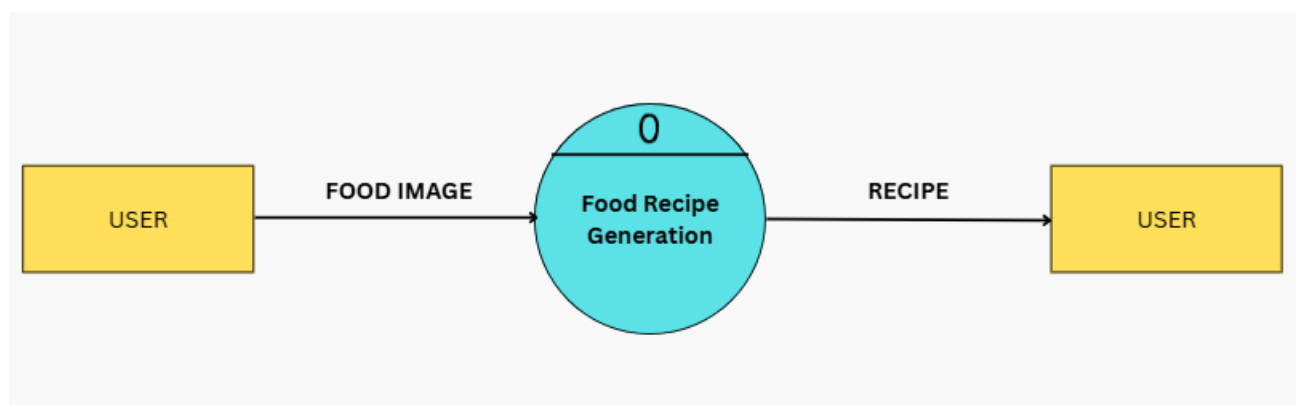 0
FOOD IMAGE
RECIPE
USER
Food Recipe
Generation
USER